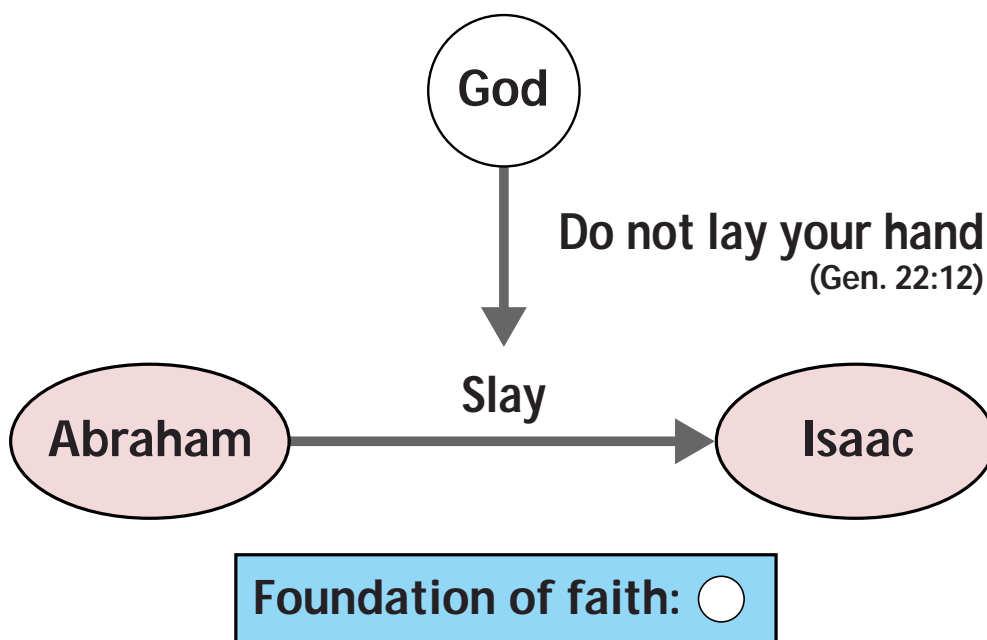 God
Do not lay your hand
(Gen. 22:12)
Slay
Abraham
Isaac
Foundation of faith: